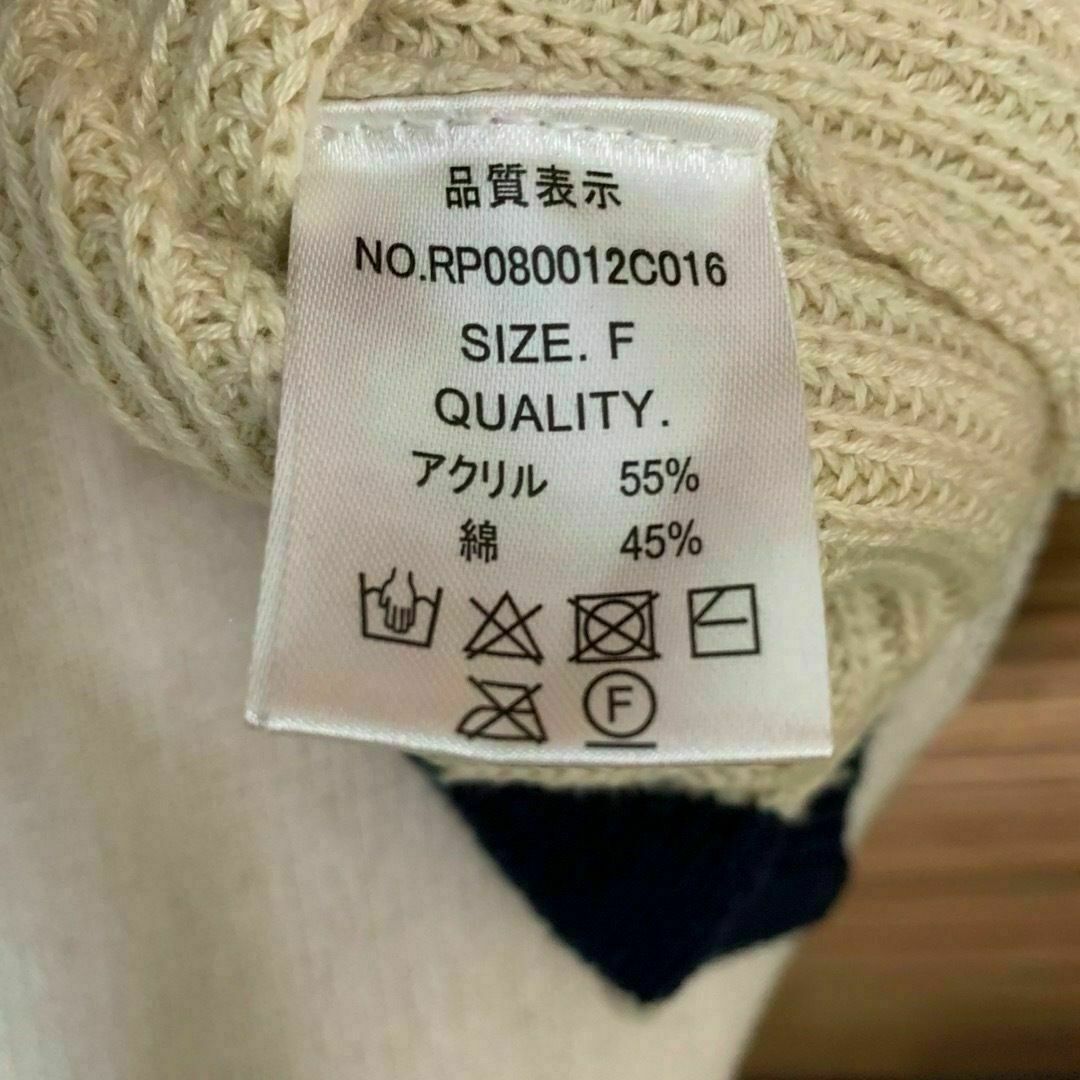 品質表示
NO.RP080012C016
SIZE. F
QUALITY.
アクリル 55%
綿 45%
F